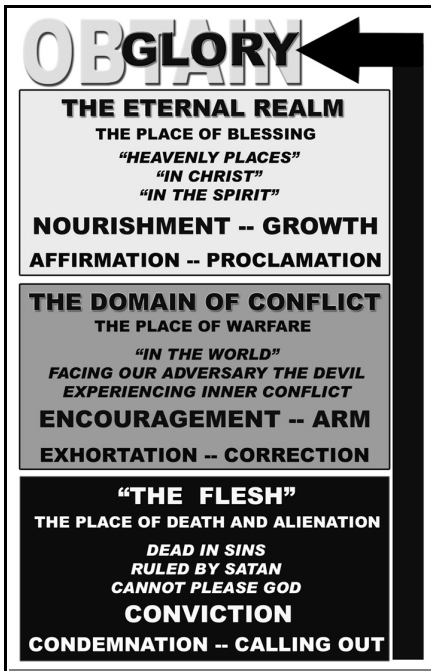 OBTAIN
GLORY
THE ETERNAL REALM
THE PLACE OF BLESSING
“HEAVENLY PLACES”
“IN CHRIST”
“IN THE SPIRIT”
NOURISHMENT -- GROWTH
AFFIRMATION -- PROCLAMATION
THE DOMAIN OF CONFLICT
THE PLACE OF WARFARE
“IN THE WORLD”
FACING OUR ADVERSARY THE DEVIL
EXPERIENCING INNER CONFLICT
ENCOURAGEMENT -- ARM
EXHORTATION -- CORRECTION
“THE FLESH”
THE PLACE OF DEATH AND ALIENATION
DEAD IN SINS
RULED BY SATAN
CANNOT PLEASE GOD
CONVICTION
CONDEMNATION -- CALLING OUT